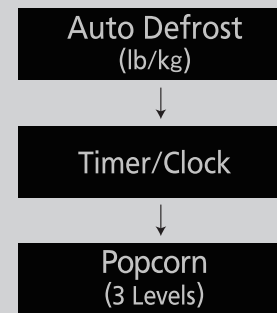 Auto Defrost
(lb/kg)
Timer/Clock
Popcorn
(3 Levels)